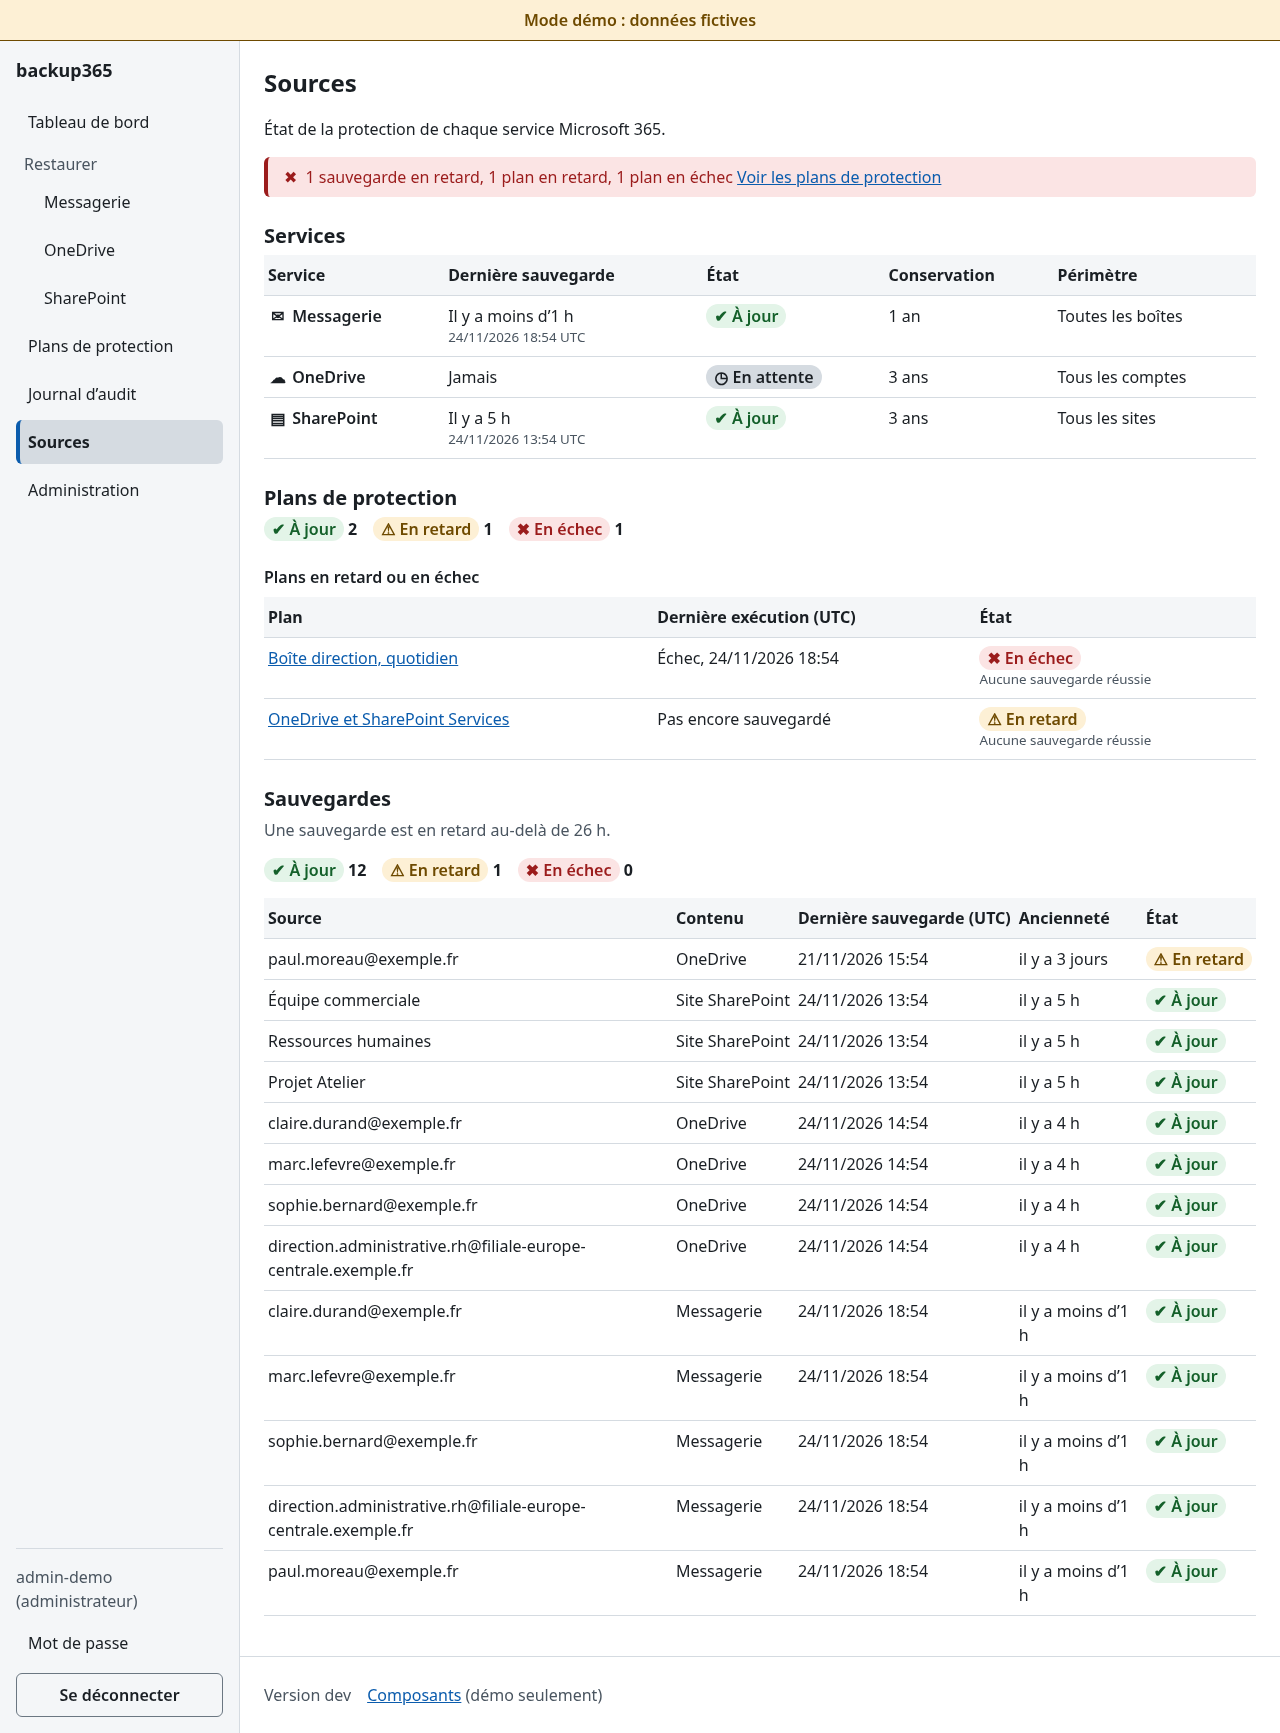 Mode démo : données fictives
backup365
Tableau de bord
Restaurer
Messagerie
OneDrive
SharePoint
Plans de protection
Journal d’audit
Sources
Administration
admin-demo
(administrateur)
Mot de passe
Se déconnecter
Sources
État de la protection de chaque service Microsoft 365.
✖ 1 sauvegarde en retard, 1 plan en retard, 1 plan en échec Voir les plans de protection
Services
Service Dernière sauvegarde État Conservation Périmètre
✉ Messagerie Il y a moins d’1 h ✔ À jour 1 an Toutes les boîtes
24/11/2026 18:54 UTC
☁ OneDrive Jamais ◷ En attente 3 ans Tous les comptes
▤ SharePoint Il y a 5 h ✔ À jour 3 ans Tous les sites
24/11/2026 13:54 UTC
Plans de protection
✔ À jour 2 ⚠ En retard 1 ✖ En échec 1
Plans en retard ou en échec
Plan Dernière exécution (UTC) État
Boîte direction, quotidien Échec, 24/11/2026 18:54 ✖ En échec
Aucune sauvegarde réussie
OneDrive et SharePoint Services Pas encore sauvegardé ⚠ En retard
Aucune sauvegarde réussie
Sauvegardes
Une sauvegarde est en retard au-delà de 26 h.
✔ À jour 12 ⚠ En retard 1 ✖ En échec 0
Source Contenu Dernière sauvegarde (UTC) Ancienneté État
paul.moreau@exemple.fr OneDrive 21/11/2026 15:54 il y a 3 jours ⚠ En retard
Équipe commerciale Site SharePoint 24/11/2026 13:54 il y a 5 h ✔ À jour
Ressources humaines Site SharePoint 24/11/2026 13:54 il y a 5 h ✔ À jour
Projet Atelier Site SharePoint 24/11/2026 13:54 il y a 5 h ✔ À jour
claire.durand@exemple.fr OneDrive 24/11/2026 14:54 il y a 4 h ✔ À jour
marc.lefevre@exemple.fr OneDrive 24/11/2026 14:54 il y a 4 h ✔ À jour
sophie.bernard@exemple.fr OneDrive 24/11/2026 14:54 il y a 4 h ✔ À jour
direction.administrative.rh@filiale-europe- OneDrive 24/11/2026 14:54 il y a 4 h ✔ À jour
centrale.exemple.fr
claire.durand@exemple.fr Messagerie 24/11/2026 18:54 il y a moins d’1 ✔ À jour
h
marc.lefevre@exemple.fr Messagerie 24/11/2026 18:54 il y a moins d’1 ✔ À jour
h
sophie.bernard@exemple.fr Messagerie 24/11/2026 18:54 il y a moins d’1 ✔ À jour
h
direction.administrative.rh@filiale-europe- Messagerie 24/11/2026 18:54 il y a moins d’1 ✔ À jour
centrale.exemple.fr h
paul.moreau@exemple.fr Messagerie 24/11/2026 18:54 il y a moins d’1 ✔ À jour
h
Version dev Composants (démo seulement)